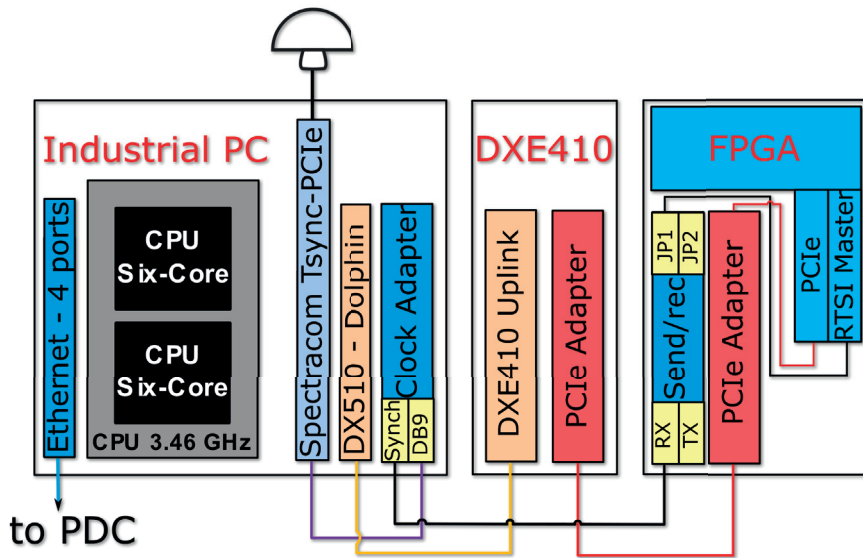 Industrial PC
Ethernet - 4 ports
CPU
Six-Core
CPU
Six-Core
CPU 3.46 GHz
Spectracom Tsync-PCIe
DX510 - Dolphin
Clock Adapter
Synch
DB9
to PDC
DXE410
DXE410 Uplink
PCIe Adapter
FPGA
JP1
JP2
Send/rec
RX
TX
PCIe Adapter
PCIe
RTSI Master